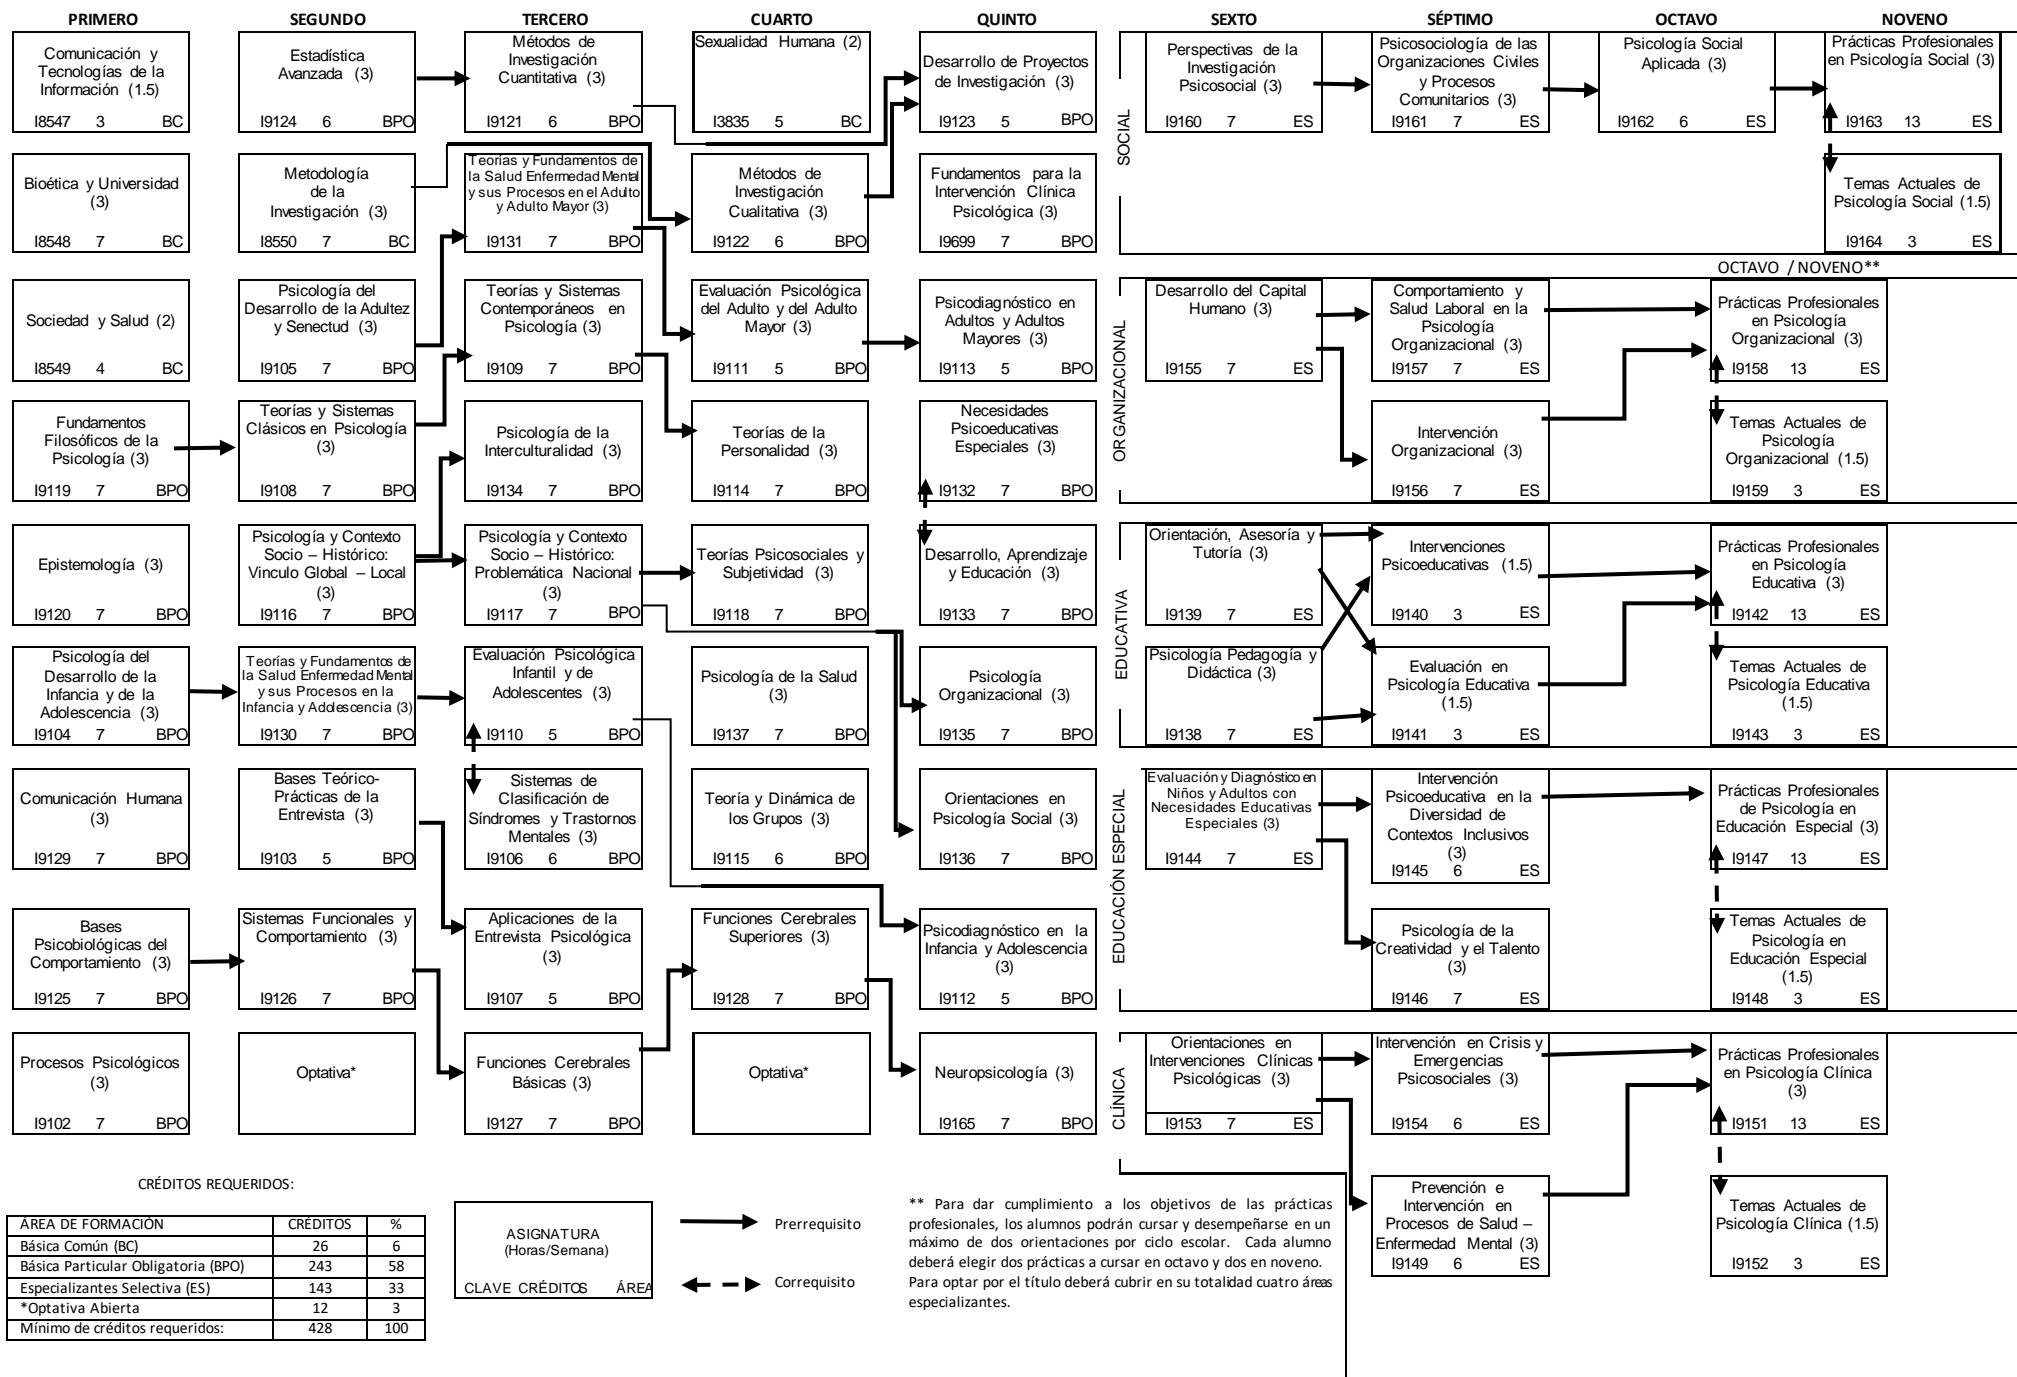 PRIMERO
SEGUNDO
TERCERO
CUARTO
QUINTO
SEXTO
SÉPTIMO
OCTAVO
NOVENO
Comunicación y
Tecnologías de la
Información (1.5)
I8547 3 BC
Estadística
Avanzada (3)
I9124 6 BPO
Métodos de
Investigación
Cuantitativa (3)
I9121 6 BPO
Sexualidad Humana (2)
I3835 5 BC
Desarrollo de Proyectos
de Investigación (3)
I9123 5 BPO
Bioética y Universidad
(3)
I8548 7 BC
Metodología
de la
Investigación (3)
I8550 7 BC
Teorías y Fundamentos de
la Salud Enfermedad Mental
y sus Procesos en el Adulto
y Adulto Mayor (3)
I9131 7 BPO
Métodos de
Investigación
Cualitativa (3)
I9122 6 BPO
Fundamentos para la
Intervención Clínica
Psicológica (3)
I9699 7 BPO
Sociedad y Salud (2)
I8549 4 BC
Psicología del
Desarrollo de la Adultez
y Senectud (3)
I9105 7 BPO
Teorías y Sistemas
Contemporáneos en
Psicología (3)
I9109 7 BPO
Evaluación Psicológica
del Adulto y del Adulto
Mayor (3)
I9111 5 BPO
Psicodiagnóstico en
Adultos y Adultos
Mayores (3)
I9113 5 BPO
Fundamentos
Filosóficos de la
Psicología (3)
I9119 7 BPO
Teorías y Sistemas
Clásicos en Psicología
(3)
I9108 7 BPO
Psicología de la
Interculturalidad (3)
I9134 7 BPO
Teorías de la
Personalidad (3)
I9114 7 BPO
Necesidades
Psicoeducativas
Especiales (3)
I9132 7 BPO
Epistemología (3)
I9120 7 BPO
Psicología y Contexto
Socio – Histórico:
Vinculo Global – Local
(3)
I9116 7 BPO
Psicología y Contexto
Socio – Histórico:
Problemática Nacional
(3)
I9117 7 BPO
Teorías Psicosociales y
Subjetividad (3)
I9118 7 BPO
Desarrollo, Aprendizaje
y Educación (3)
I9133 7 BPO
Psicología del
Desarrollo de la
Infancia y de la
Adolescencia (3)
I9104 7 BPO
Teorías y Fundamentos de
la Salud Enfermedad Mental
y sus Procesos en la
Infancia y Adolescencia (3)
I9130 7 BPO
Evaluación Psicológica
Infantil y de
Adolescentes (3)
I9110 5 BPO
Psicología de la Salud
(3)
I9137 7 BPO
Psicología
Organizacional (3)
I9135 7 BPO
Comunicación Humana
(3)
I9129 7 BPO
Bases Teórico-
Prácticas de la
Entrevista (3)
I9103 5 BPO
Sistemas de
Clasificación de
Síndromes y Trastornos
Mentales (3)
I9106 6 BPO
Teoría y Dinámica de
los Grupos (3)
I9115 6 BPO
Orientaciones en
Psicología Social (3)
I9136 7 BPO
Bases
Psicobiológicas del
Comportamiento (3)
I9125 7 BPO
Sistemas Funcionales y
Comportamiento (3)
I9126 7 BPO
Aplicaciones de la
Entrevista Psicológica
(3)
I9107 5 BPO
Funciones Cerebrales
Superiores (3)
I9128 7 BPO
Psicodiagnóstico en la
Infancia y Adolescencia
(3)
I9112 5 BPO
Procesos Psicológicos
(3)
I9102 7 BPO
Optativa*
Funciones Cerebrales
Básicas (3)
I9127 7 BPO
Optativa*
Neuropsicología (3)
I9165 7 BPO
SOCIAL
Perspectivas de la
Investigación
Psicosocial (3)
I9160 7 ES
Psicosociología de las
Organizaciones Civiles
y Procesos
Comunitarios (3)
I9161 7 ES
Psicología Social
Aplicada (3)
I9162 6 ES
Prácticas Profesionales
en Psicología Social (3)
I9163 13 ES
Temas Actuales de
Psicología Social (1.5)
I9164 3 ES
OCTAVO / NOVENO**
ORGANIZACIONAL
Desarrollo del Capital
Humano (3)
I9155 7 ES
Comportamiento y
Salud Laboral en la
Psicología
Organizacional (3)
I9157 7 ES
Prácticas Profesionales
en Psicología
Organizacional (3)
I9158 13 ES
Intervención
Organizacional (3)
I9156 7 ES
Temas Actuales de
Psicología
Organizacional (1.5)
I9159 3 ES
EDUCATIVA
Orientación, Asesoría y
Tutoría (3)
I9139 7 ES
Intervenciones
Psicoeducativas (1.5)
I9140 3 ES
Prácticas Profesionales
en Psicología
Educativa (3)
I9142 13 ES
Psicología Pedagogía y
Didáctica (3)
I9138 7 ES
Evaluación en
Psicología Educativa
(1.5)
I9141 3 ES
Temas Actuales de
Psicología Educativa
(1.5)
I9143 3 ES
EDUCACIÓN ESPECIAL
Evaluación y Diagnóstico en
Niños y Adultos con
Necesidades Educativas
Especiales (3)
I9144 7 ES
Intervención
Psicoeducativa en la
Diversidad de
Contextos Inclusivos
(3)
I9145 6 ES
Prácticas Profesionales
de Psicología en
Educación Especial (3)
I9147 13 ES
Psicología de la
Creatividad y el Talento
(3)
I9146 7 ES
Temas Actuales de
Psicología en
Educación Especial
(1.5)
I9148 3 ES
CLÍNICA
Orientaciones en
Intervenciones Clínicas
Psicológicas (3)
I9153 7 ES
Intervención en Crisis y
Emergencias
Psicosociales (3)
I9154 6 ES
Prácticas Profesionales
en Psicología Clínica
(3)
I9151 13 ES
Prevención e
Intervención en
Procesos de Salud –
Enfermedad Mental (3)
I9149 6 ES
Temas Actuales de
Psicología Clínica (1.5)
I9152 3 ES
CRÉDITOS REQUERIDOS:
ÁREA DE FORMACIÓN CRÉDITOS %
Básica Común (BC) 26 6
Básica Particular Obligatoria (BPO) 243 58
Especializantes Selectiva (ES) 143 33
*Optativa Abierta 12 3
Mínimo de créditos requeridos: 428 100
ASIGNATURA
(Horas/Semana)
CLAVE CRÉDITOS ÁREA
Prerrequisito
Correquisito
** Para dar cumplimiento a los objetivos de las prácticas
profesionales, los alumnos podrán cursar y desempeñarse en un
máximo de dos orientaciones por ciclo escolar. Cada alumno
deberá elegir dos prácticas a cursar en octavo y dos en noveno.
Para optar por el título deberá cubrir en su totalidad cuatro áreas
especializantes.